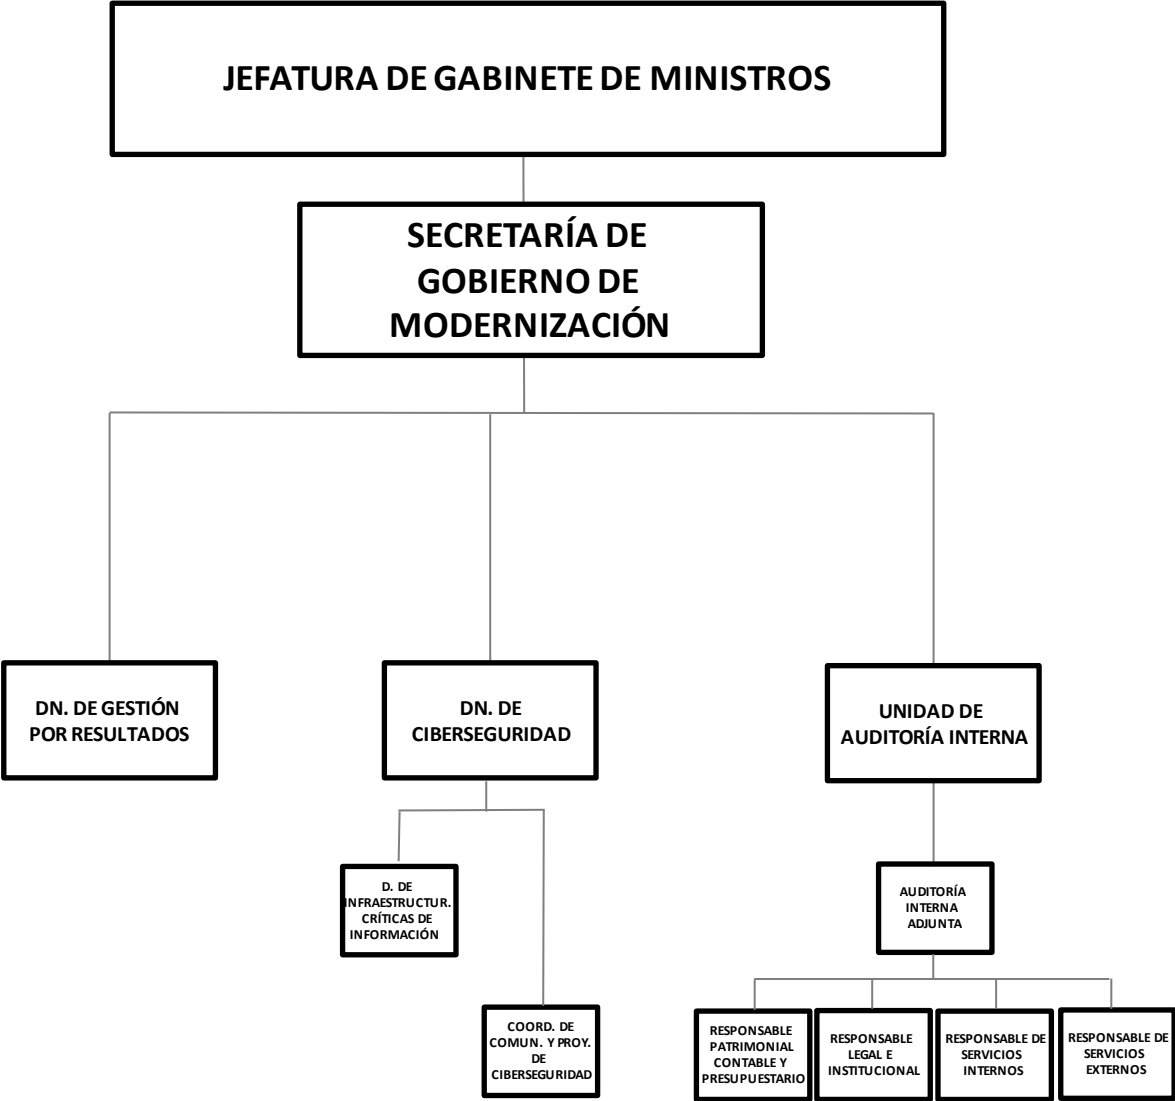 JEFATURA DE GABINETE DE MINISTROS
SECRETARÍA DE
GOBIERNO DE
MODERNIZACIÓN
DN. DE GESTIÓN
POR RESULTADOS
DN. DE
CIBERSEGURIDAD
UNIDAD DE
AUDITORÍA INTERNA
D. DE
INFRAESTRUCTUR.
CRÍTICAS DE
INFORMACIÓN
AUDITORÍA
INTERNA
ADJUNTA
COORD. DE
COMUN. Y PROY.
DE
CIBERSEGURIDAD
RESPONSABLE
PATRIMONIAL
CONTABLE Y
PRESUPUESTARIO
RESPONSABLE
LEGAL E
INSTITUCIONAL
RESPONSABLE DE
SERVICIOS
INTERNOS
RESPONSABLE DE
SERVICIOS
EXTERNOS